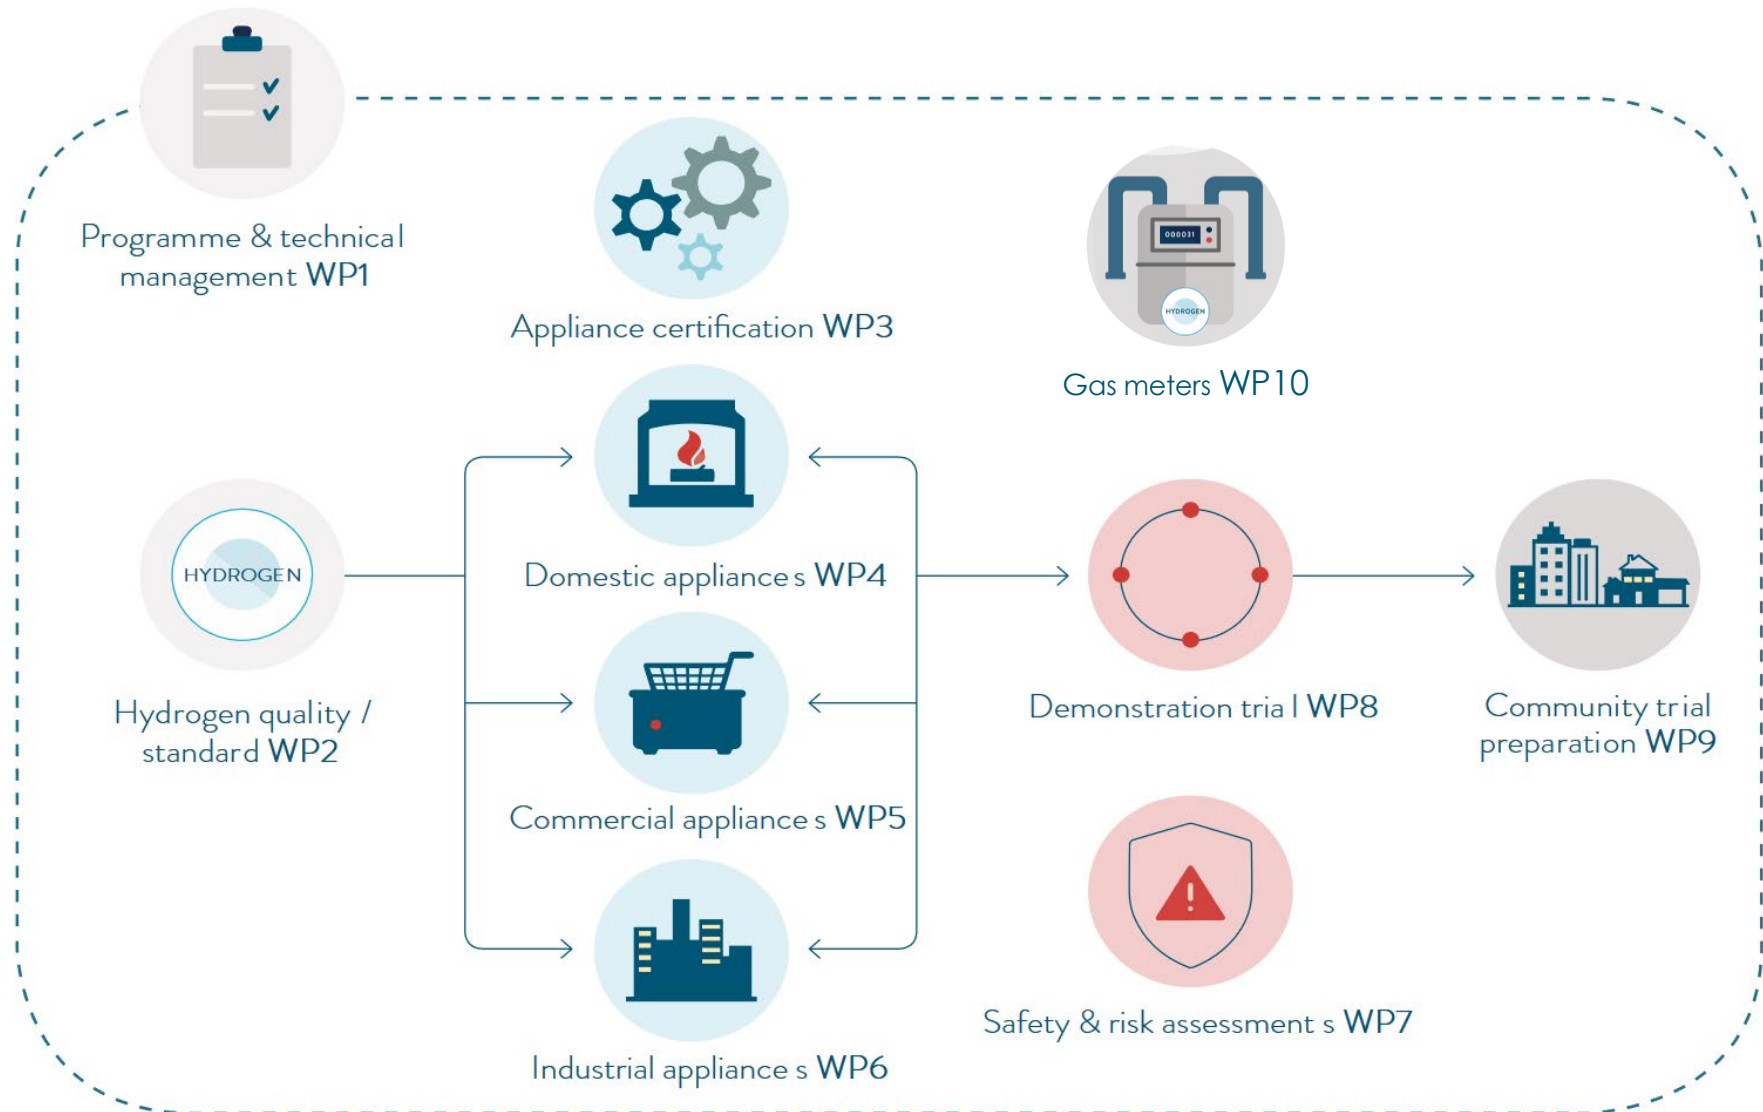 Programme & technical
management WP1
Appliance certification WP3
000031
HYDROGEN
Gas meters WP10
HYDROGEN
Hydrogen quality /
standard WP2
Domestic appliances WP4
Commercial appliances WP5
Industrial appliances WP6
Demonstration trial WP8
Community trial
preparation WP9
Safety & risk assessments WP7